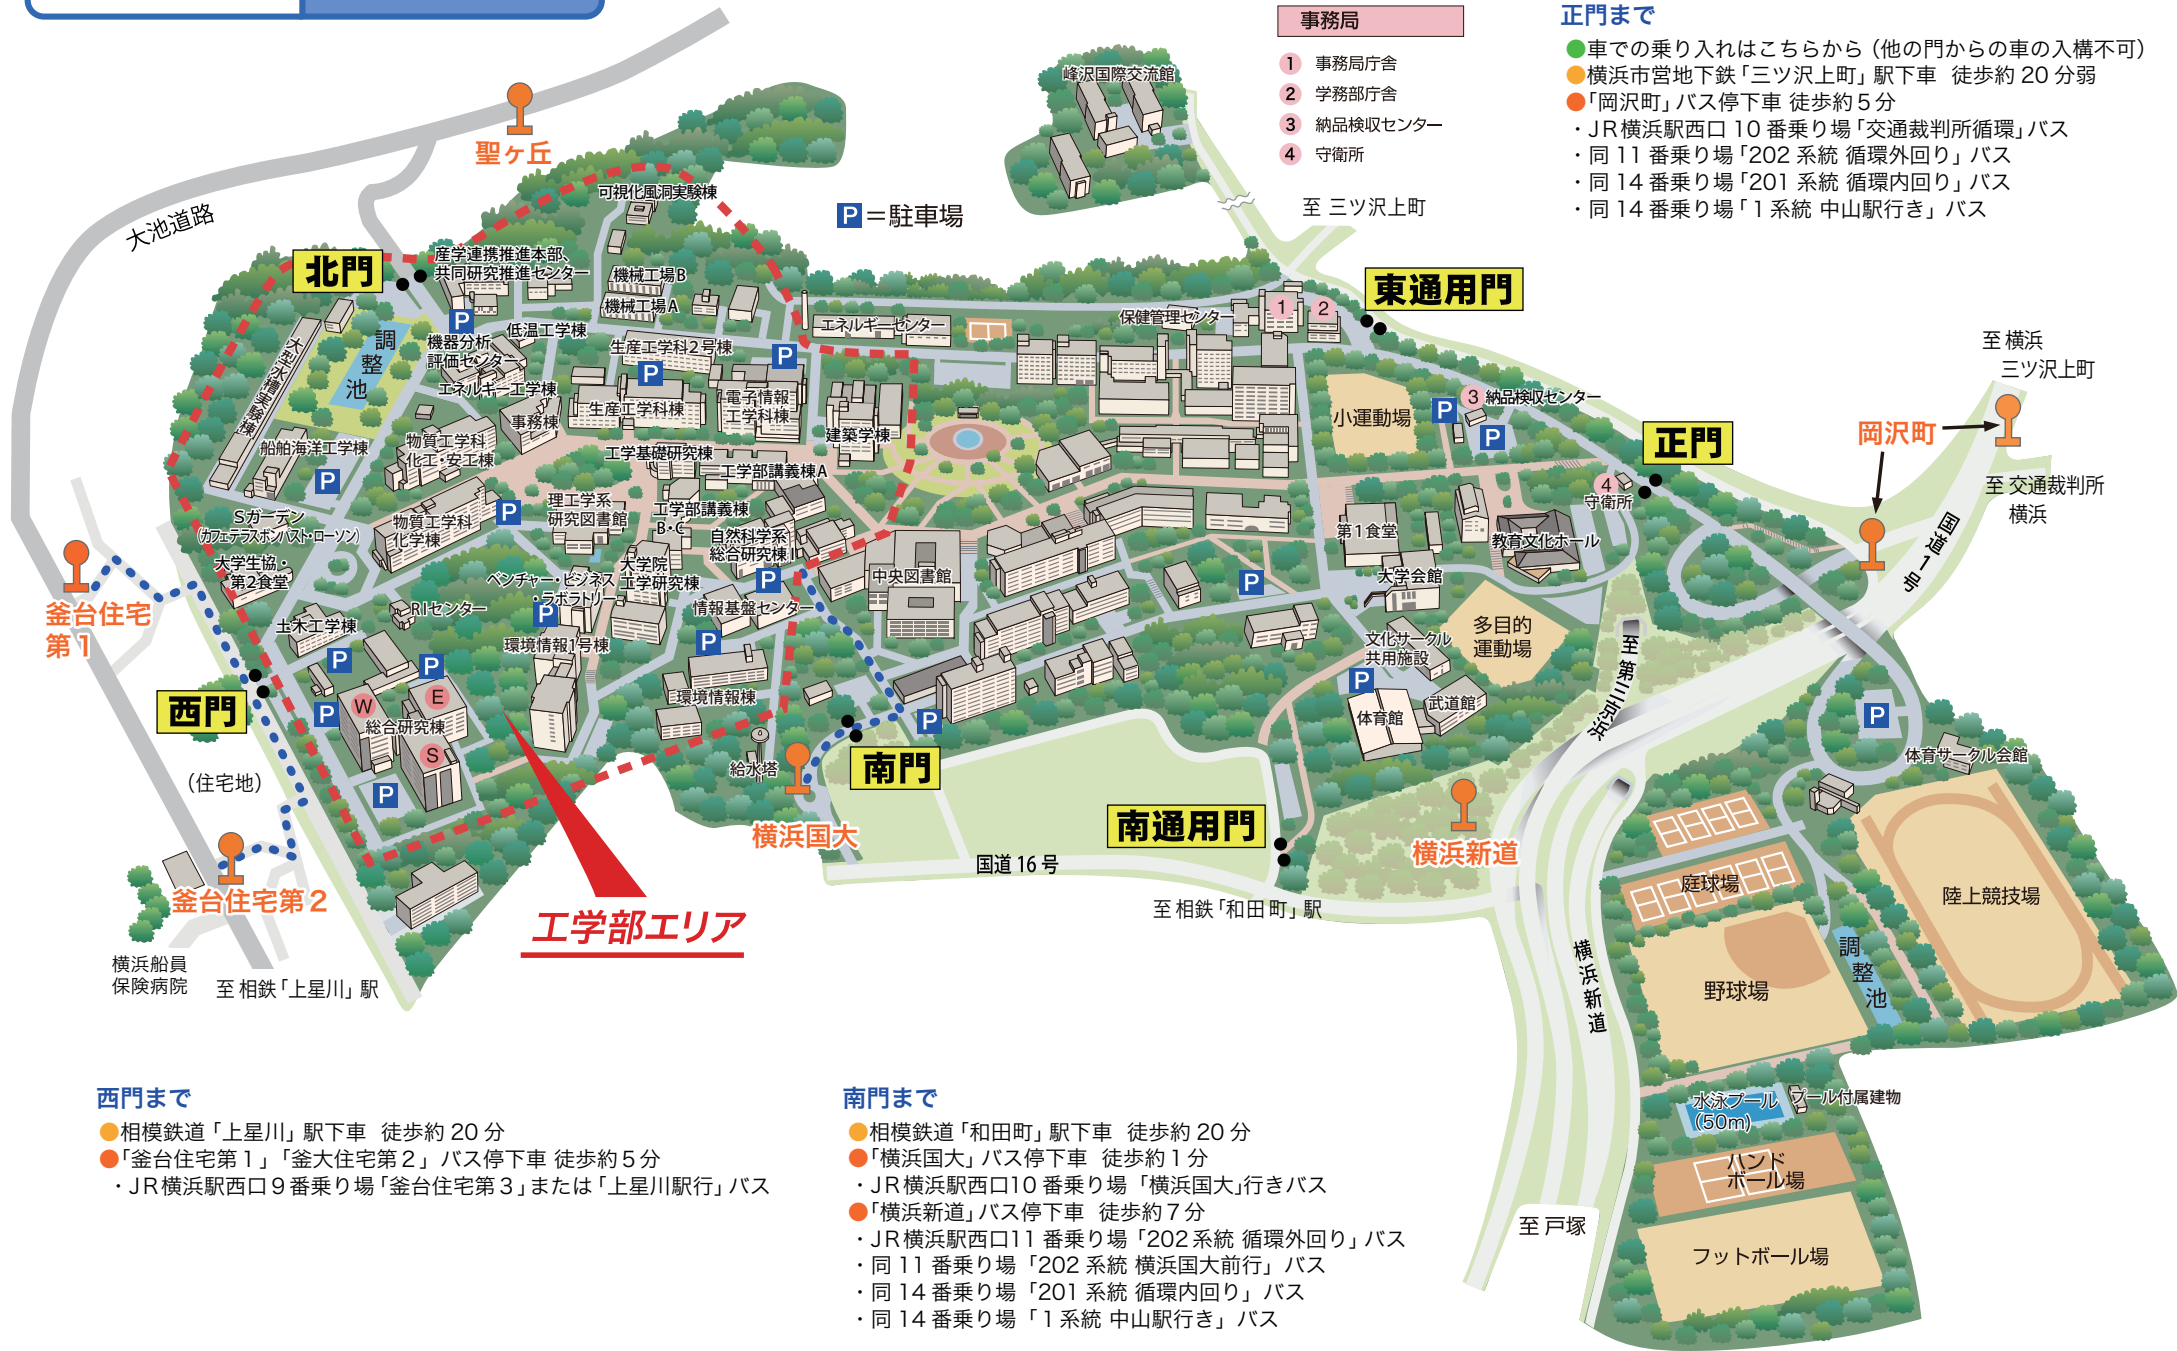 事務局
1 事務局庁舎
2 学務部庁舎
3 納品検収センター
4 守衛所
正門まで
●車での乗り入れはこちらから（他の門からの車の入構不可）
●横浜市営地下鉄「三ツ沢上町」駅下車 徒歩約20分弱
●「岡沢町」バス停下車 徒歩約5分
・JR横浜駅西口10番乗り場「交通裁判所循環」バス
・同11番乗り場「202系統 循環外回り」バス
・同14番乗り場「201系統 循環内回り」バス
・同14番乗り場「1系統 中山駅行き」バス
峰沢国際交流館
至 三ツ沢上町
P＝駐車場
聖ヶ丘
大池道路
可視化風洞実験棟
北門
産学連携推進本部、
共同研究推進センター
機械工場B
機械工場A
P
低温工学棟
機器分析
評価センター
エネルギー工学棟
調整池
大型水槽実験棟
船舶海洋工学棟
P
生産工学科2号棟
P
P
生産工学科棟
電子情報
工学科棟
事務棟
物質工学科
化工・安工棟
エネルギーセンター
建築学棟
保健管理センター
1
2
東通用門
小運動場
P
3 納品検収センター
P
正門
4
守衛所
至 横浜
三ツ沢上町
岡沢町
至 交通裁判所
横浜
国道1号
工学基礎研究棟
工学部講義棟A
工学部講義棟
B・C
理工学系
研究図書館
P
物質工学科
化学棟
Sガーデン
(カフェテラスボンバスト・ローソン)
大学生協・
第2食堂
自然科学系
総合研究棟Ⅰ
P
大学院
工学研究棟
ベンチャー・ビジネス
・ラボラトリー
P
情報基盤センター
P
中央図書館
P
第1食堂
教育文化ホール
大学会館
多目的
運動場
文化サークル
共用施設
P
体育館
武道館
至 第三京浜
釜台住宅
第1
土木工学棟
RIセンター
P
P
環境情報1号棟
環境情報棟
西門
P
W
E
S
総合研究棟
P
（住宅地）
給水塔
横浜国大
南門
P
南通用門
国道16号
至 相鉄「和田町」駅
横浜新道
横浜新道
工学部エリア
釜台住宅第2
横浜船員
保険病院
至 相鉄「上星川」駅
P
体育サークル会館
庭球場
陸上競技場
野球場
調整池
水泳プール
(50m)
プール付属建物
ハンド
ボール場
フットボール場
至 戸塚
西門まで
●相模鉄道「上星川」駅下車 徒歩約20分
●「釜台住宅第1」「釜大住宅第2」バス停下車 徒歩約5分
・JR横浜駅西口9番乗り場「釜台住宅第3」または「上星川駅行」バス
南門まで
●相模鉄道「和田町」駅下車 徒歩約20分
●「横浜国大」バス停下車 徒歩約1分
・JR横浜駅西口10番乗り場「横浜国大」行きバス
●「横浜新道」バス停下車 徒歩約7分
・JR横浜駅西口11番乗り場「202系統 循環外回り」バス
・同11番乗り場「202系統 横浜国大前行」バス
・同14番乗り場「201系統 循環内回り」バス
・同14番乗り場「1系統 中山駅行き」バス